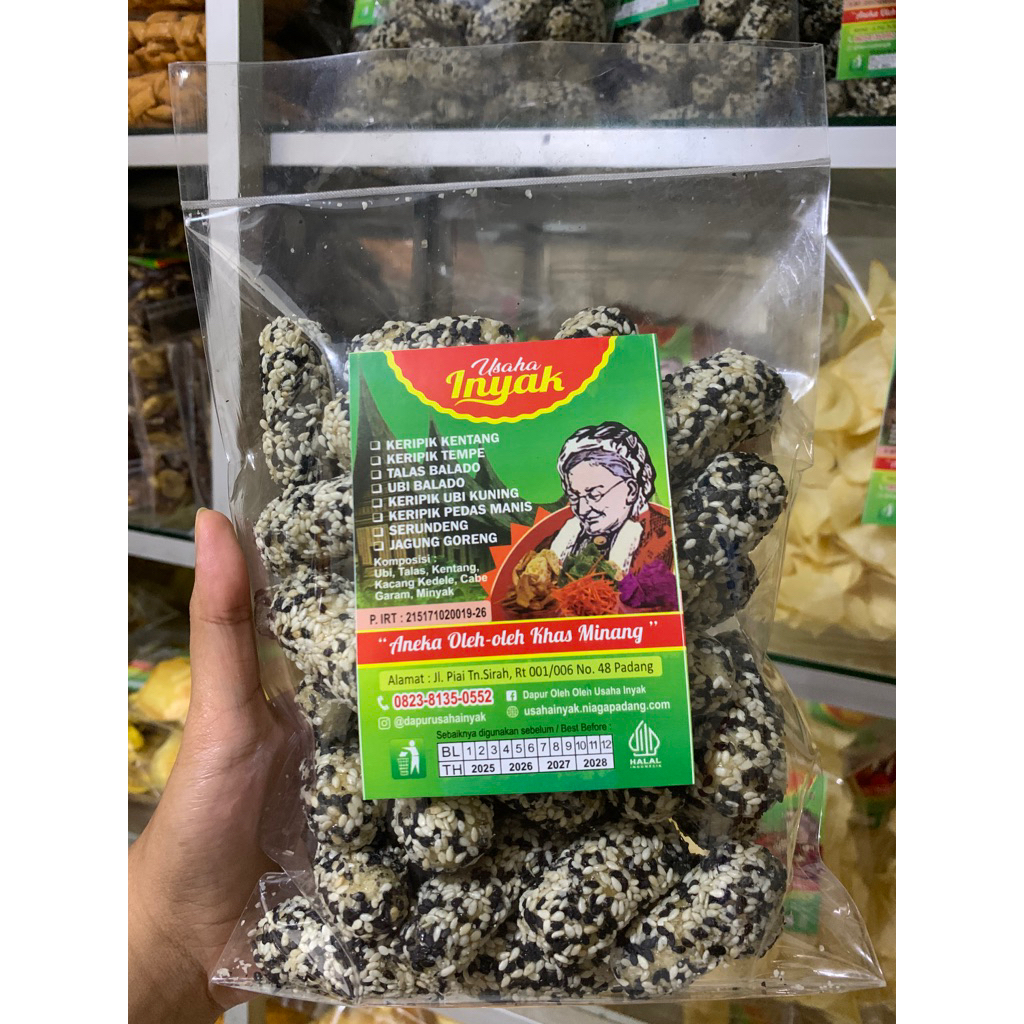 Usaha
Inyak
KERIPIK KENTANG
KERIPIK TEMPE
TALAS BALADO
UBI BALADO
KERIPIK UBI KUNING
KERIPIK PEDAS MANIS
SERUNDENG
JAGUNG GORENG
Komposisi :
Ubi, Talas, Kentang,
Kacang Kedele, Cabe
Garam, Minyak
P. IRT : 215171020019-26
“Aneka Oleh-oleh Khas Minang”
Alamat : Jl. Piai Tn.Sirah, Rt 001/006 No. 48 Padang
0823-8135-0552
Dapur Oleh Oleh Usaha Inyak
@dapurusahainyak
usahainyak.niagapadang.com
Sebaiknya digunakan sebelum / Best Before :
BL 1 2 3 4 5 6 7 8 9 10 11 12
TH 2025 2026 2027 2028
HALAL
INDONESIA